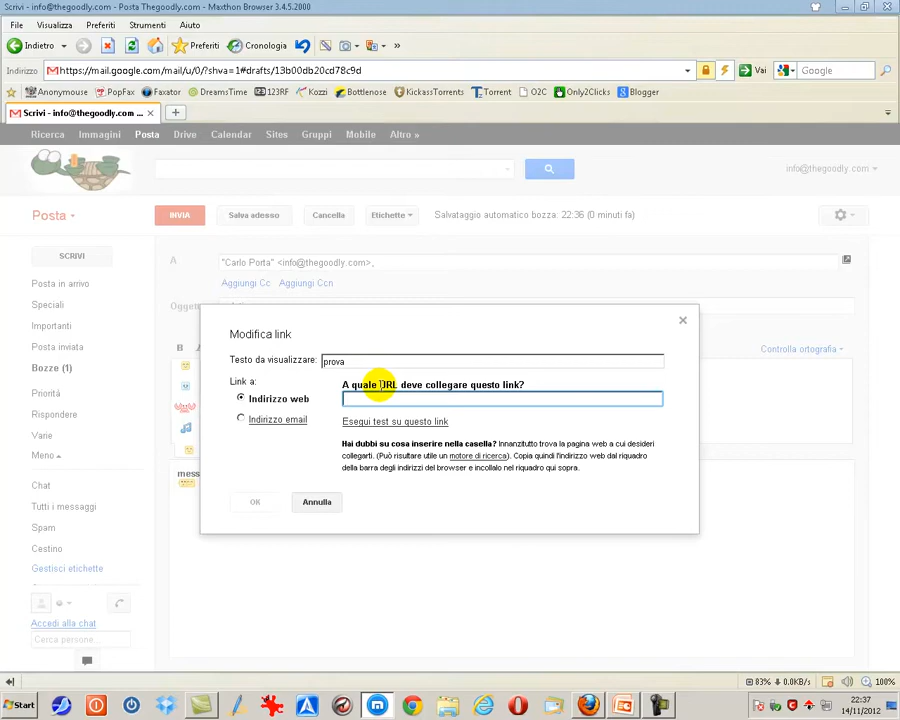 Scrivi - info@thegoodly.com - Posta Thegoodly.com - Maxthon Browser 3.4.5.2000
File Visualizza Preferiti Strumenti Aiuto
Indietro Preferiti Cronologia »
Indirizzo https://mail.google.com/mail/u/0/?shva=1#drafts/13b00db20cd78c9d Vai Google
Anonymouse PopFax Faxator DreamsTime 123RF Kozzi Bottlenose KickassTorrents Torrent O2C Only2Clicks Blogger
Scrivi - info@thegoodly.com ...
Ricerca Immagini Posta Drive Calendar Sites Gruppi Mobile Altro »
info@thegoodly.com
Posta INVIA Salva adesso Cancella Etichette Salvataggio automatico bozza: 22:36 (0 minuti fa)
SCRIVI A "Carlo Porta" <info@thegoodly.com>,
Posta in arrivo Aggiungi Cc Aggiungi Ccn
Speciali Oggetto
Importanti
Modifica link
Posta inviata B Controlla ortografia
Testo da visualizzare: prova
Bozze (1)
Link a: A quale URL deve collegare questo link?
Priorità Indirizzo web
Rispondere Indirizzo email Esegui test su questo link
Varie
Hai dubbi su cosa inserire nella casella? Innanzitutto trova la pagina web a cui desideri
Meno collegarti. (Può risultare utile un motore di ricerca). Copia quindi l'indirizzo web dal riquadro
della barra degli indirizzi del browser e incollalo nel riquadro qui sopra.
mess
Chat
OK Annulla
Tutti i messaggi
Spam
Cestino
Gestisci etichette
Accedi alla chat
Cerca persone...
83% 0.0KB/s 100%
Start 22:37
14/11/2012